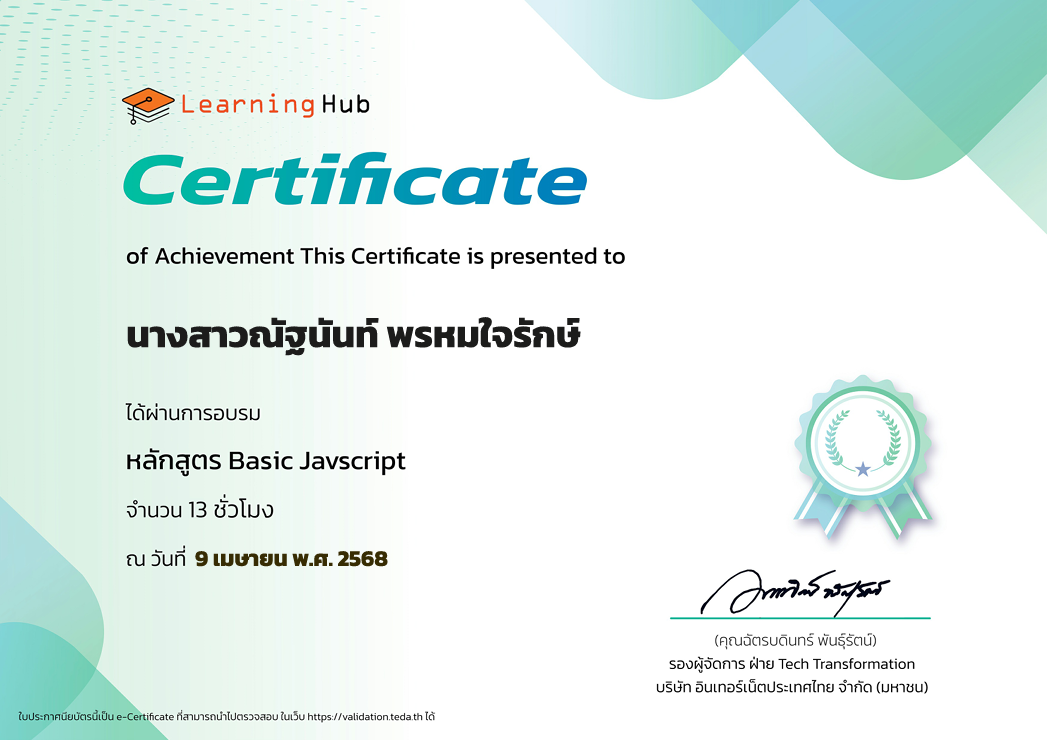 Learning Hub
Certificate
of Achievement This Certificate is presented to
นางสาวณัฐนันท์ พรหมใจรักษ์
ได้ผ่านการอบรม
หลักสูตร Basic Javscript
จำนวน 13 ชั่วโมง
ณ วันที่ 9 เมษายน พ.ศ. 2568
(คุณฉัตรบดินทร์ พันธุ์รัตน์)
รองผู้จัดการ ฝ่าย Tech Transformation
บริษัท อินเทอร์เน็ตประเทศไทย จำกัด (มหาชน)
ใบประกาศนียบัตรนี้เป็น e-Certificate ที่สามารถนำไปตรวจสอบ ในเว็บ https://validation.teda.th ได้